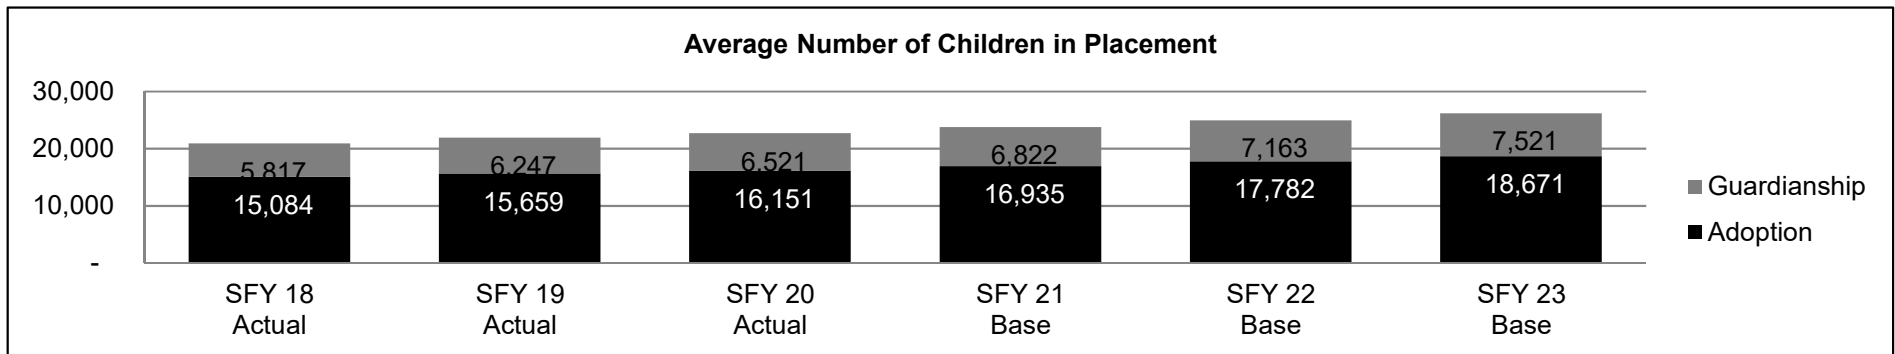 Average Number of Children in Placement
30,000
20,000
10,000
-
5,817
6,247
6,521
6,822
7,163
7,521
15,084
15,659
16,151
16,935
17,782
18,671
Guardianship
Adoption
SFY 18
Actual
SFY 19
Actual
SFY 20
Actual
SFY 21
Base
SFY 22
Base
SFY 23
Base